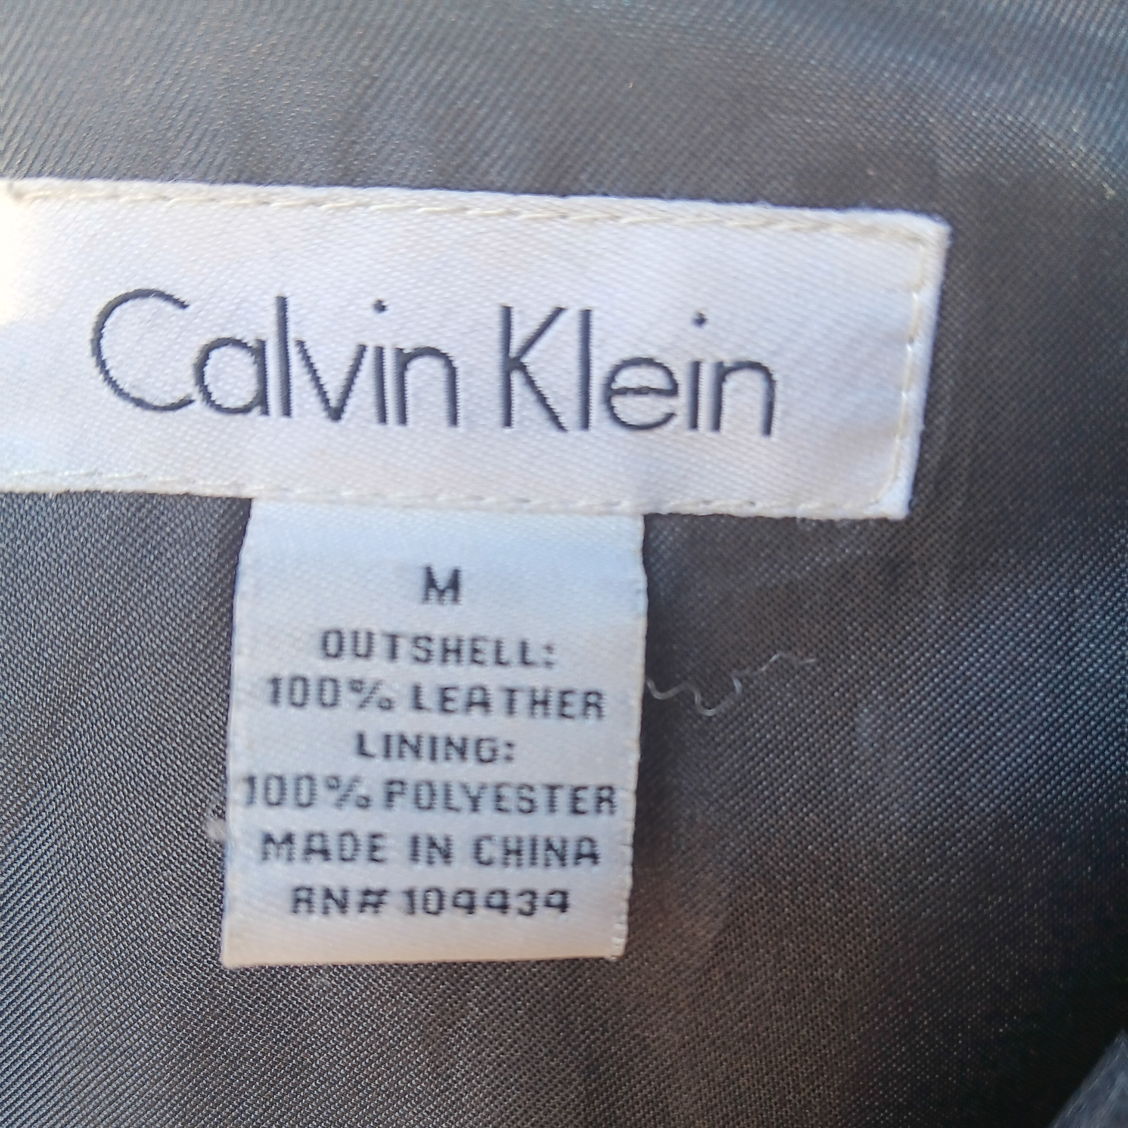 Calvin Klein
M
OUTSHELL:
100% LEATHER
LINING:
100% POLYESTER
MADE IN CHINA
RN# 104434